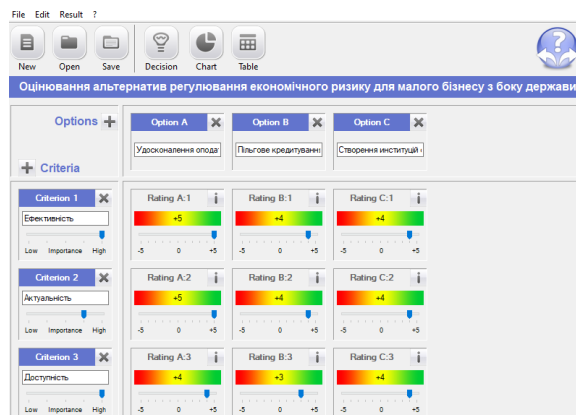 File Edit Result ?
New Open Save Decision Chart Table
Оцінювання альтернатив регулювання економічного ризику для малого бізнесу з боку держави
Options
Option A Option B Option C
Удосконалення Пільгове Створення інституцій
Criteria
Criterion 1 Rating A:1 i Rating B:1 i Rating C:1 i
Ефективність +5 +4 +4
Low Importance High -5 0 +5 -5 0 +5 -5 0 +5
Criterion 2 Rating A:2 i Rating B:2 i Rating C:2 i
Актуальність +5 +4 +4
Low Importance High -5 0 +5 -5 0 +5 -5 0 +5
Criterion 3 Rating A:3 i Rating B:3 i Rating C:3 i
Доступність +4 +3 +4
Low Importance High -5 0 +5 -5 0 +5 -5 0 +5